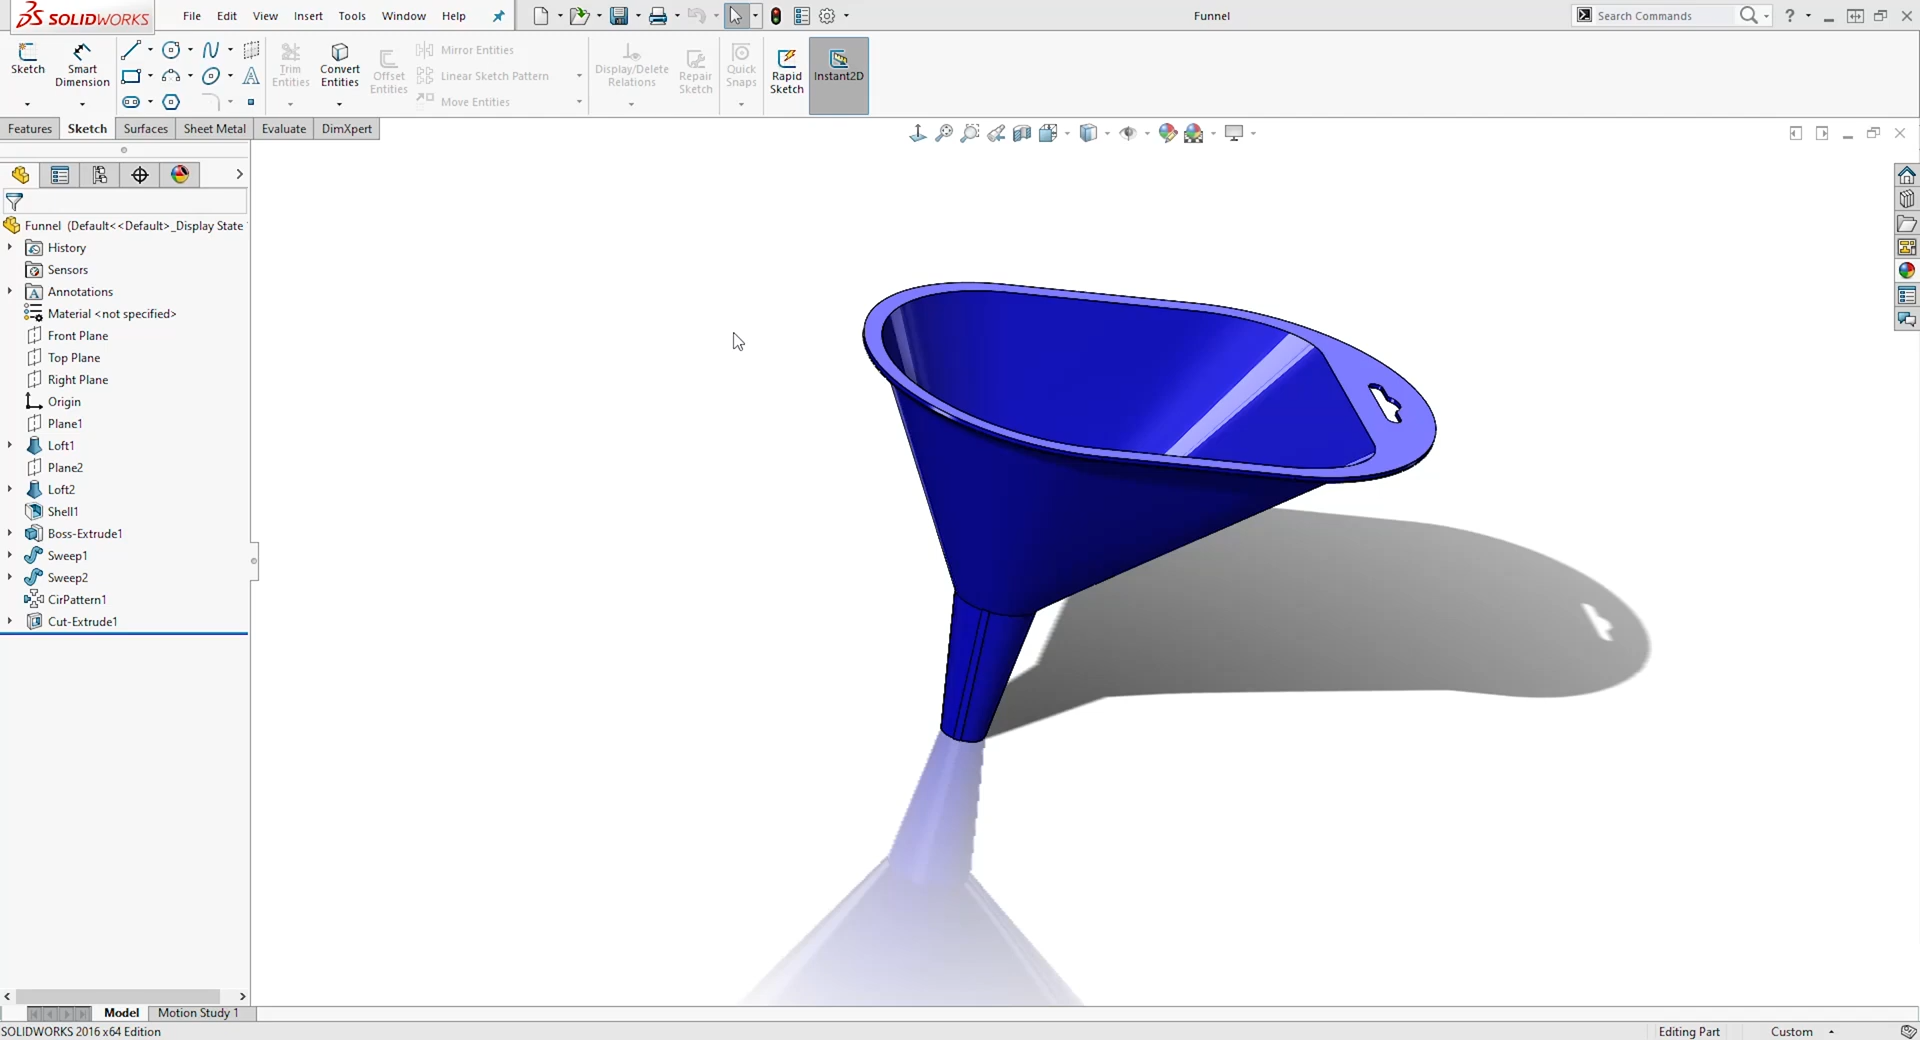 SOLIDWORKS
File Edit View Insert Tools Window Help
Funnel
Search Commands
Sketch
Smart Dimension
Trim Entities
Convert Entities
Offset Entities
Mirror Entities
Linear Sketch Pattern
Move Entities
Display/Delete Relations
Repair Sketch
Quick Snaps
Rapid Sketch
Instant2D
Features Sketch Surfaces Sheet Metal Evaluate DimXpert
Funnel (Default<<Default>_Display State
History
Sensors
Annotations
Material <not specified>
Front Plane
Top Plane
Right Plane
Origin
Plane1
Loft1
Plane2
Loft2
Shell1
Boss-Extrude1
Sweep1
Sweep2
CirPattern1
Cut-Extrude1
Model Motion Study 1
SOLIDWORKS 2016 x64 Edition
Editing Part
Custom